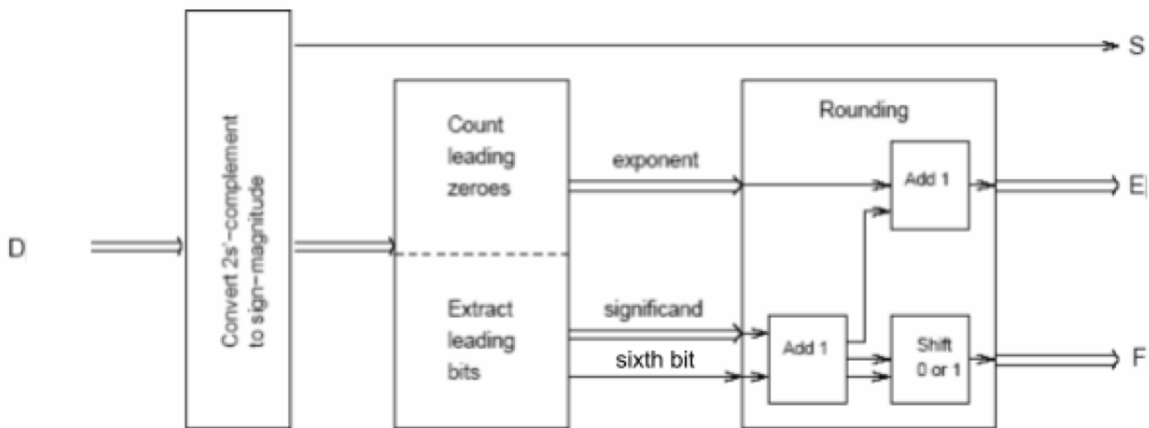 S
Convert 2s'-complement
to sign-magnitude
Count
leading
zeroes
exponent
Rounding
Add 1
E
D
Extract
leading
bits
significand
sixth bit
Add 1
Shift
0 or 1
F